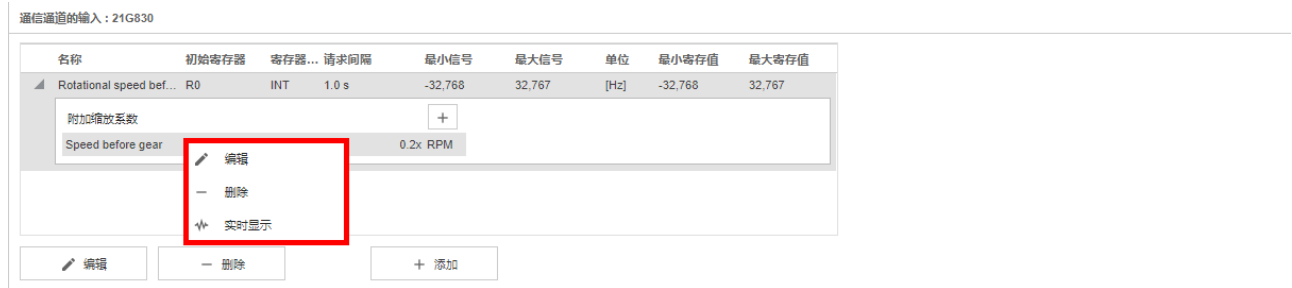 通信通道的输入 : 21G830
名称 初始寄存器 寄存器... 请求间隔 最小信号 最大信号 单位 最小寄存值 最大寄存值
Rotational speed bef... R0 INT 1.0 s -32,768 32,767 [Hz] -32,768 32,767
附加缩放系数 +
Speed before gear 0.2x RPM
编辑
删除
实时显示
编辑 删除 + 添加